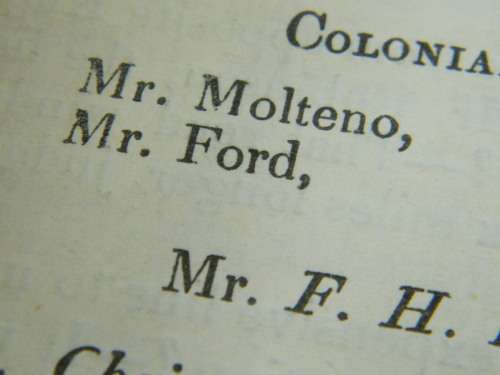 COLONIA
Mr. Molteno,
Mr. Ford,
Mr. F. H.